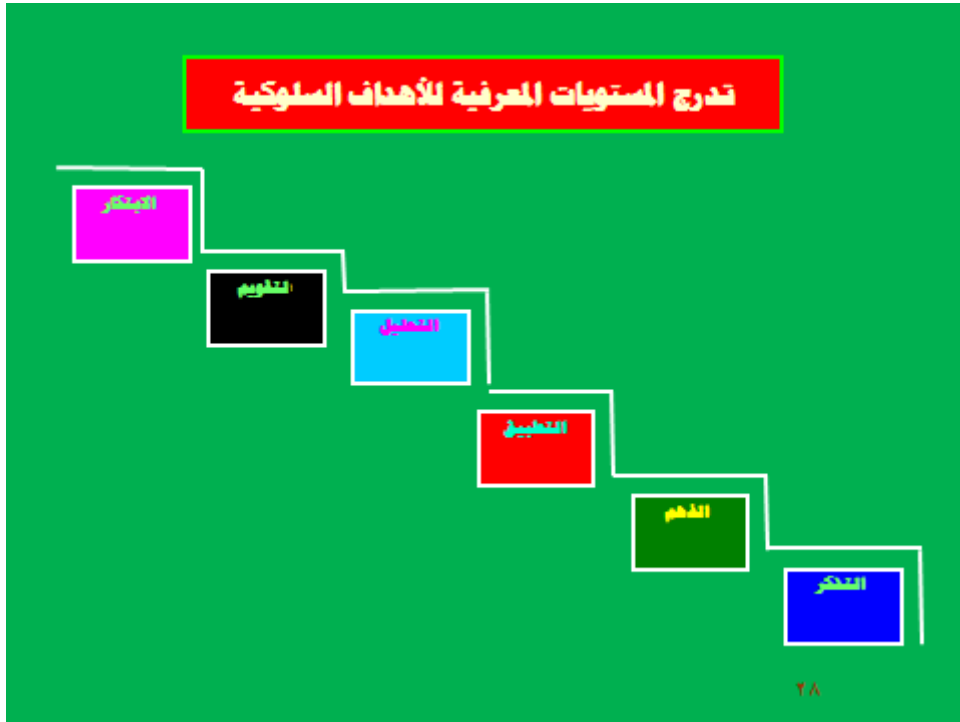 تدرج المستويات المعرفية للأهداف السلوكية
الابتكار
التقويم
التحليل
التطبيق
الفهم
التذكر
٢٨